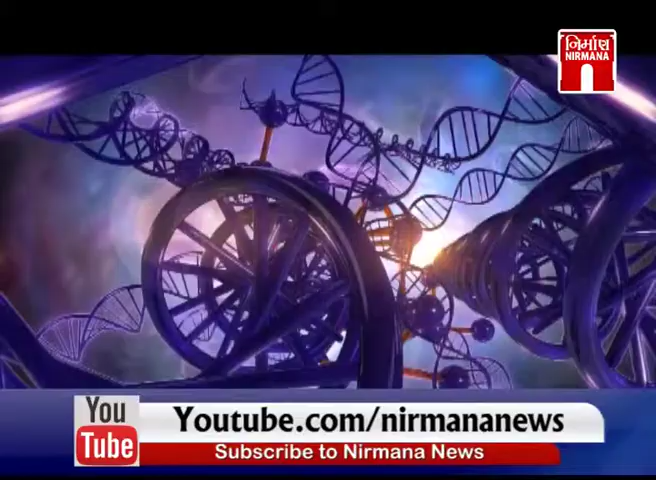 નિર્માણ
NIRMANA
You
Tube
Youtube.com/nirmananews
Subscribe to Nirmana News